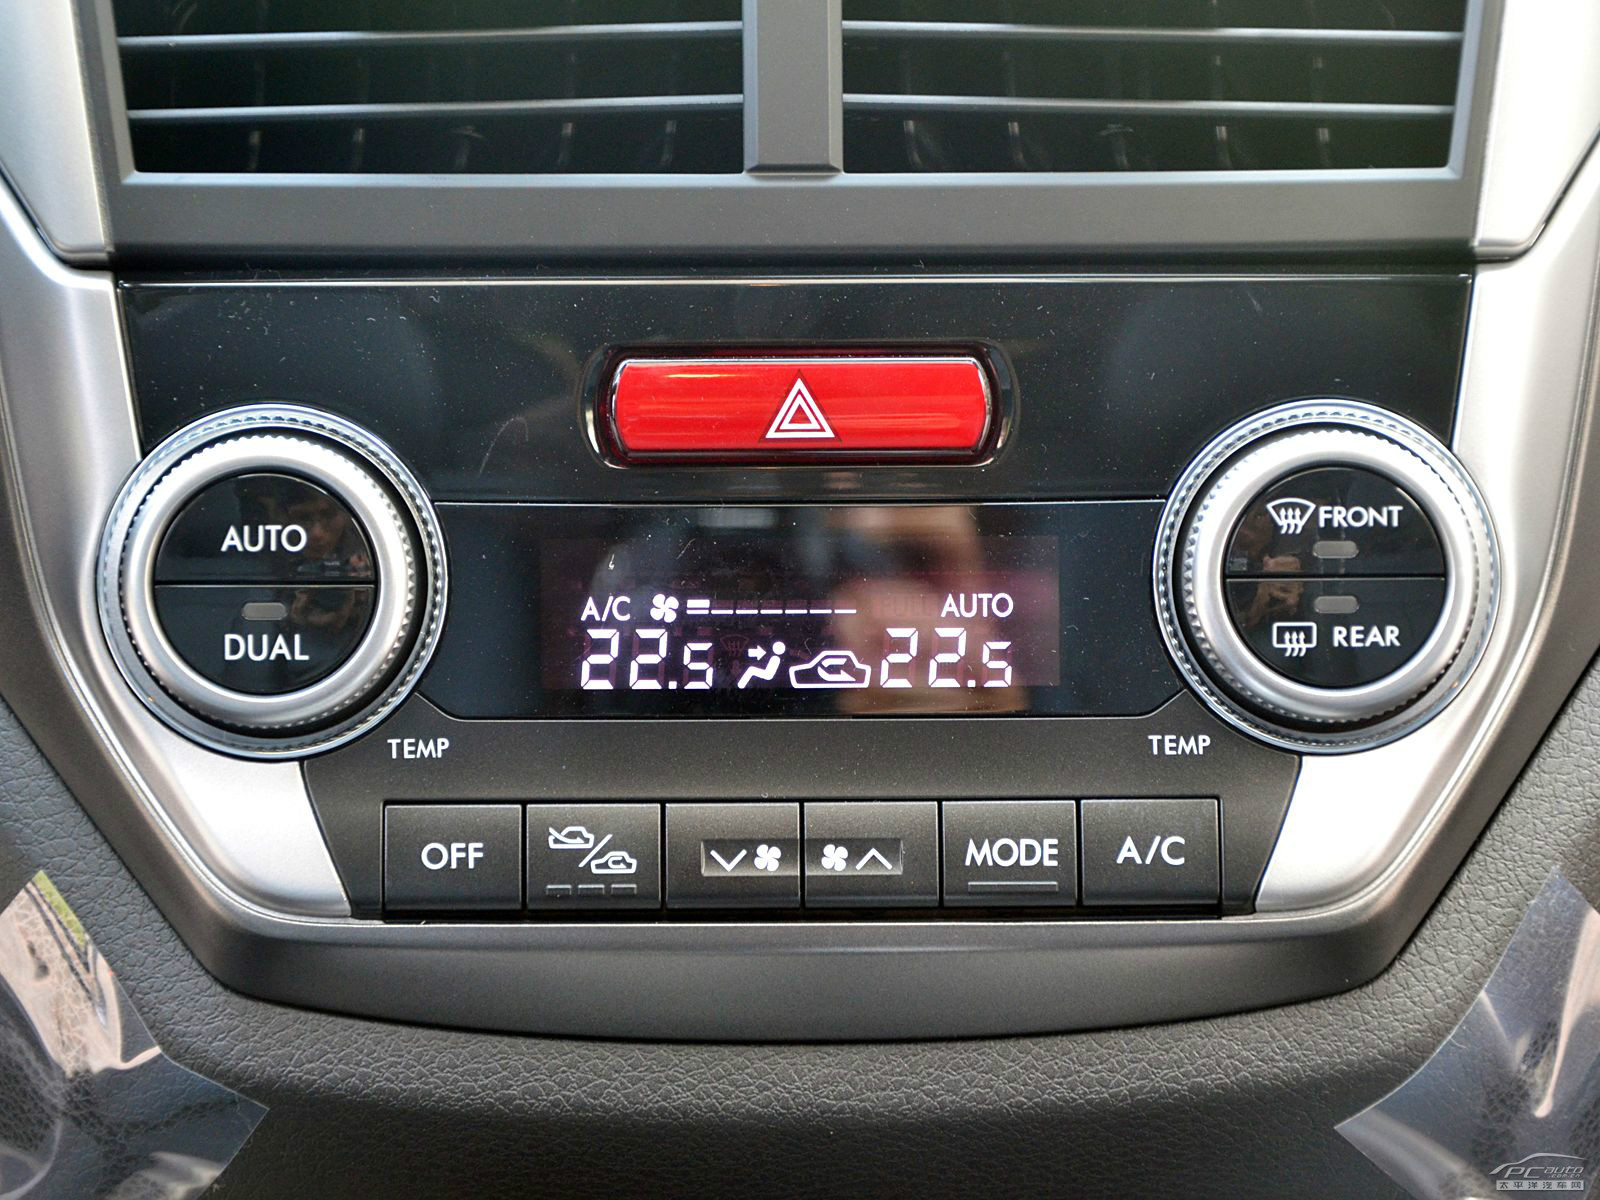 AUTO
DUAL
A/C AUTO
22.5 22.5
FRONT
REAR
TEMP
TEMP
OFF
MODE
A/C
PCauto
太平洋汽车网